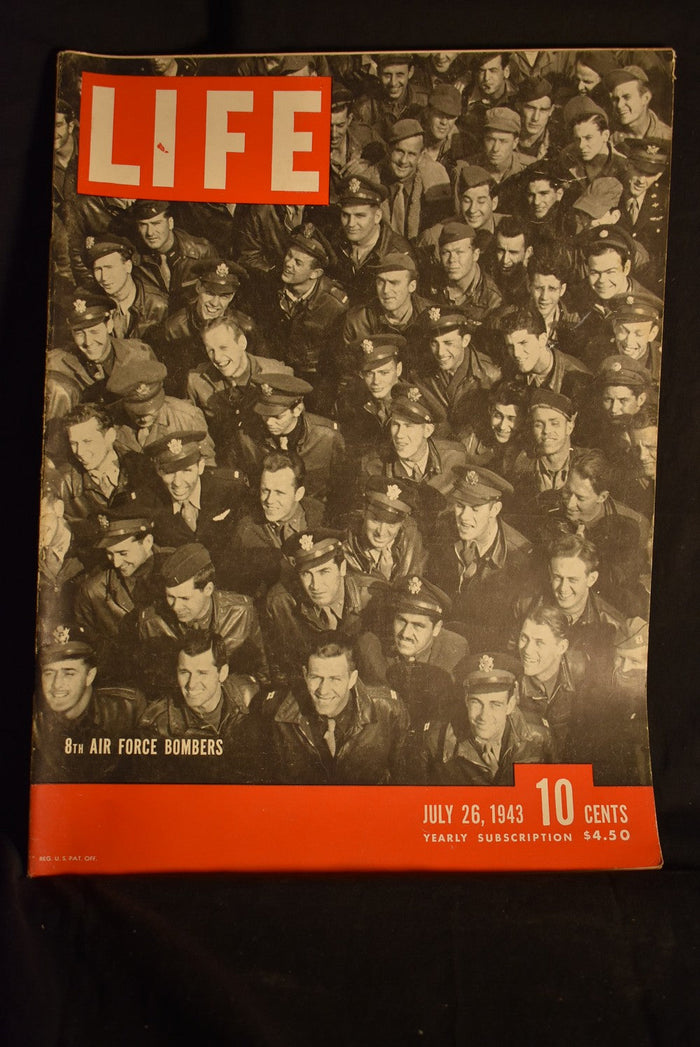 LIFE
8TH AIR FORCE BOMBERS
JULY 26, 1943 10 CENTS
YEARLY SUBSCRIPTION $4.50
REG. U. S. PAT. OFF.